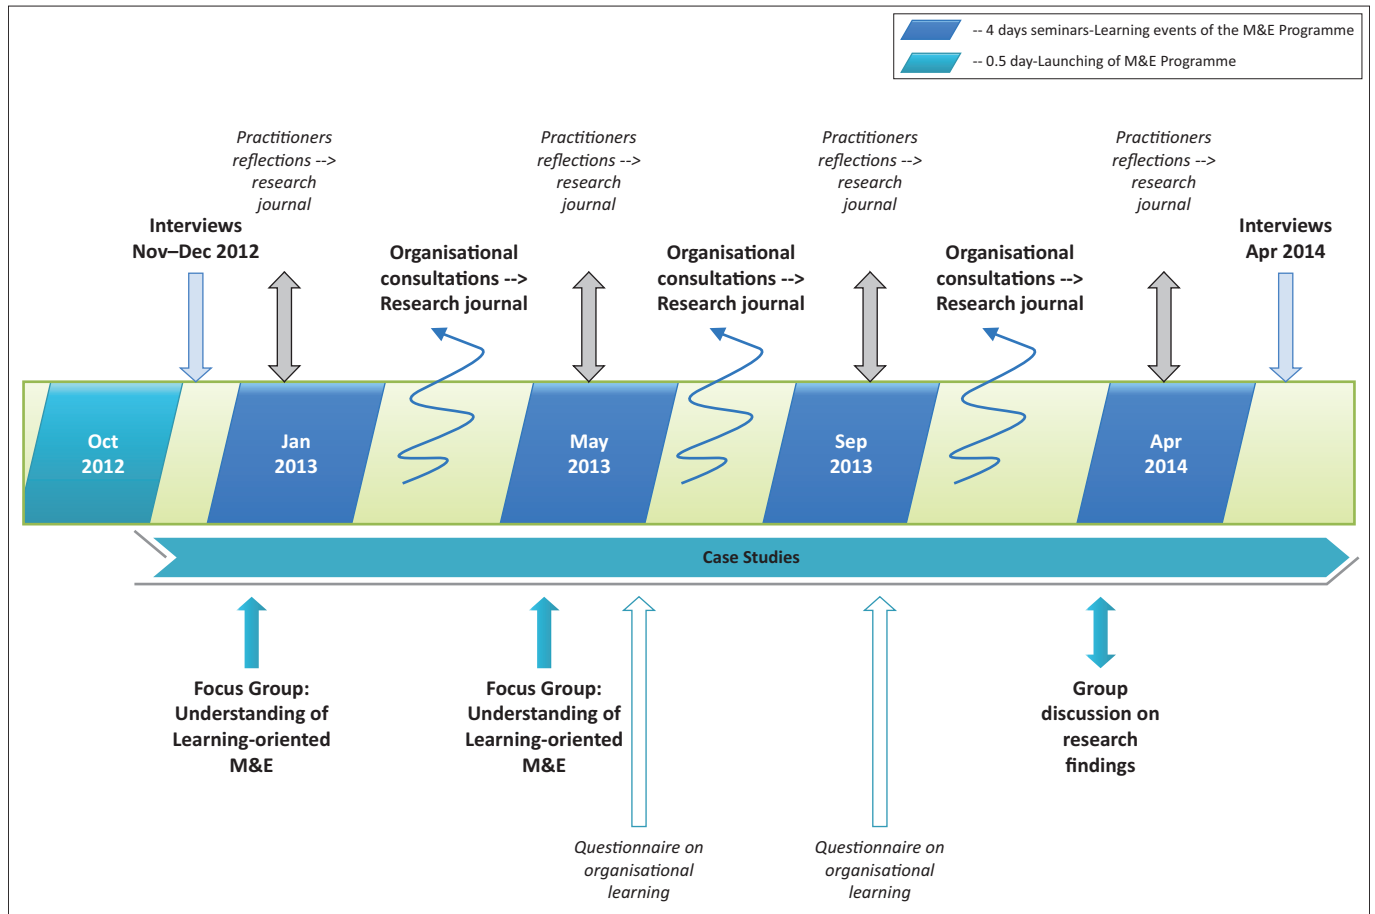 -- 4 days seminars-Learning events of the M&E Programme
-- 0.5 day-Launching of M&E Programme
Practitioners
reflections -->
research
journal
Practitioners
reflections -->
research
journal
Practitioners
reflections -->
research
journal
Practitioners
reflections -->
research
journal
Interviews
Nov–Dec 2012
Organisational
consultations -->
Research journal
Organisational
consultations -->
Research journal
Organisational
consultations -->
Research journal
Interviews
Apr 2014
Oct
2012
Jan
2013
May
2013
Sep
2013
Apr
2014
Case Studies
Focus Group:
Understanding of
Learning-oriented
M&E
Focus Group:
Understanding of
Learning-oriented
M&E
Group
discussion on
research
findings
Questionnaire on
organisational
learning
Questionnaire on
organisational
learning